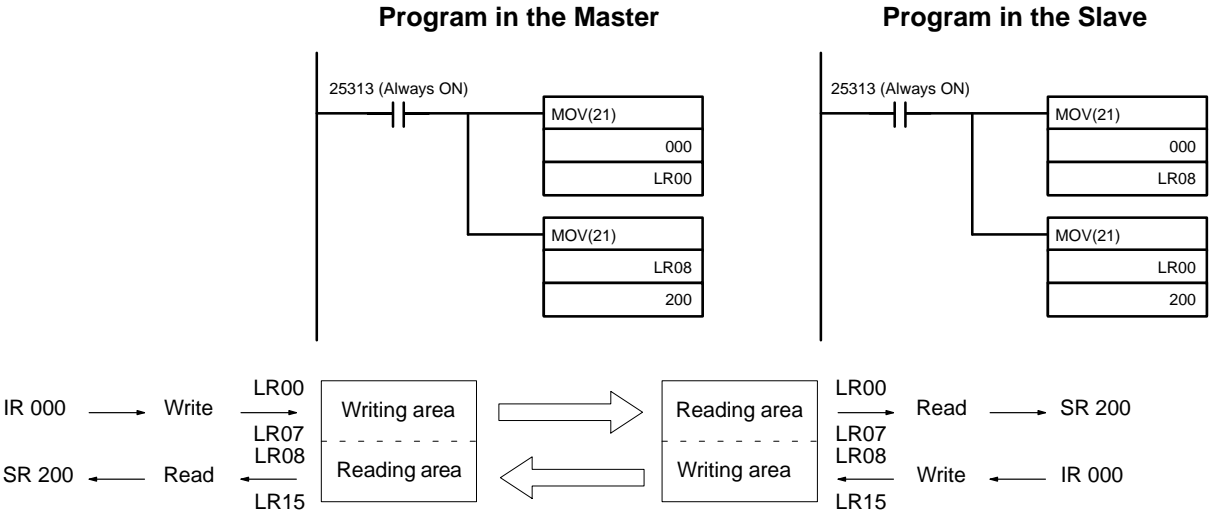 Program in the Master
Program in the Slave
25313 (Always ON)
MOV(21)
000
LR00
MOV(21)
LR08
200
25313 (Always ON)
MOV(21)
000
LR08
MOV(21)
LR00
200
IR 000
Write
LR00
LR07
Writing area
Reading area
LR00
LR07
Read
SR 200
SR 200
Read
LR08
LR15
Reading area
Writing area
LR08
LR15
Write
IR 000